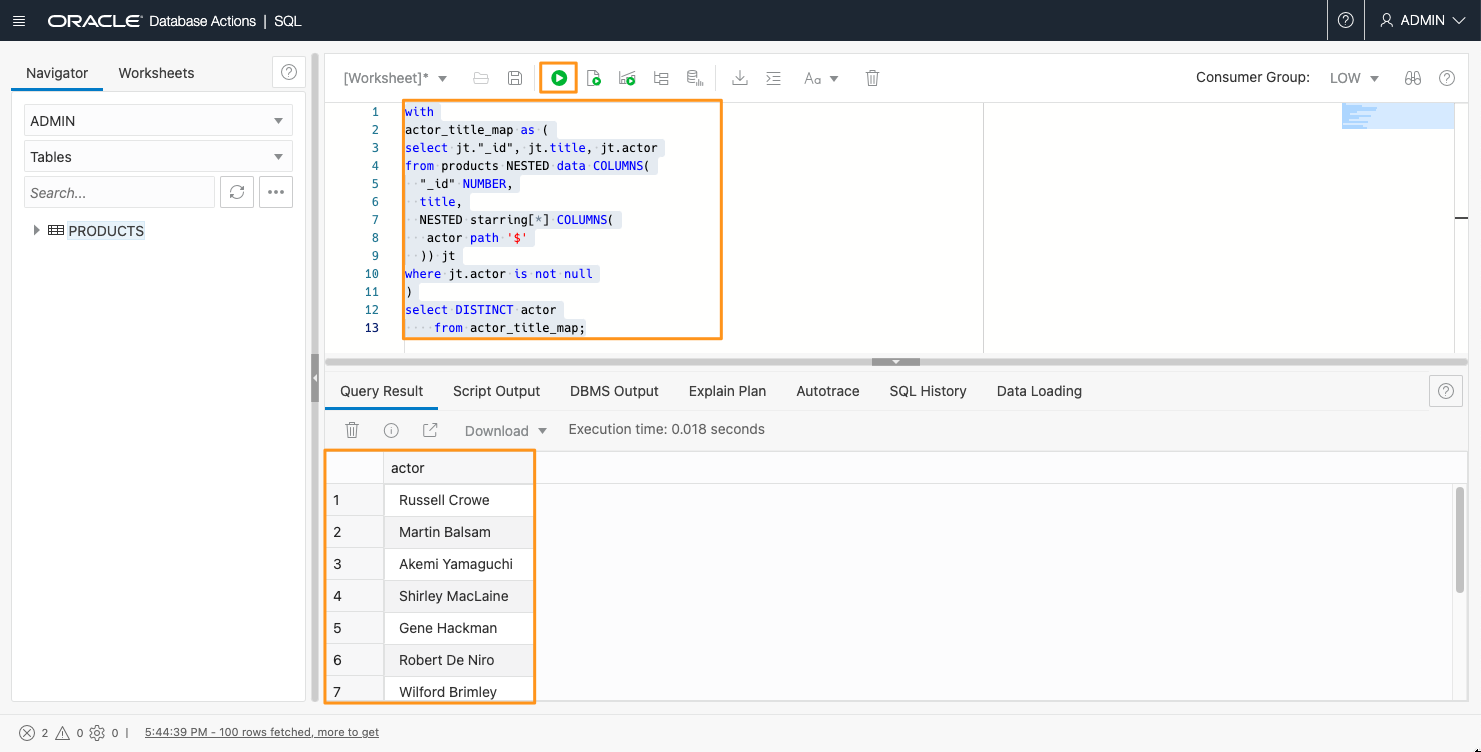 ORACLE Database Actions | SQL
ADMIN
Navigator
Worksheets
ADMIN
Tables
Search...
PRODUCTS
[Worksheet]*
Aa
Consumer Group: LOW
1 with
2 actor_title_map as (
3 select jt."_id", jt.title, jt.actor
4 from products NESTED data COLUMNS(
5 "_id" NUMBER,
6 title,
7 NESTED starring[*] COLUMNS(
8 actor path '$'
9 )) jt
10 where jt.actor is not null
11 )
12 select DISTINCT actor
13 from actor_title_map;
Query Result
Script Output
DBMS Output
Explain Plan
Autotrace
SQL History
Data Loading
Download
Execution time: 0.018 seconds
actor
1 Russell Crowe
2 Martin Balsam
3 Akemi Yamaguchi
4 Shirley MacLaine
5 Gene Hackman
6 Robert De Niro
7 Wilford Brimley
2 0 0 | 5:44:39 PM - 100 rows fetched, more to get